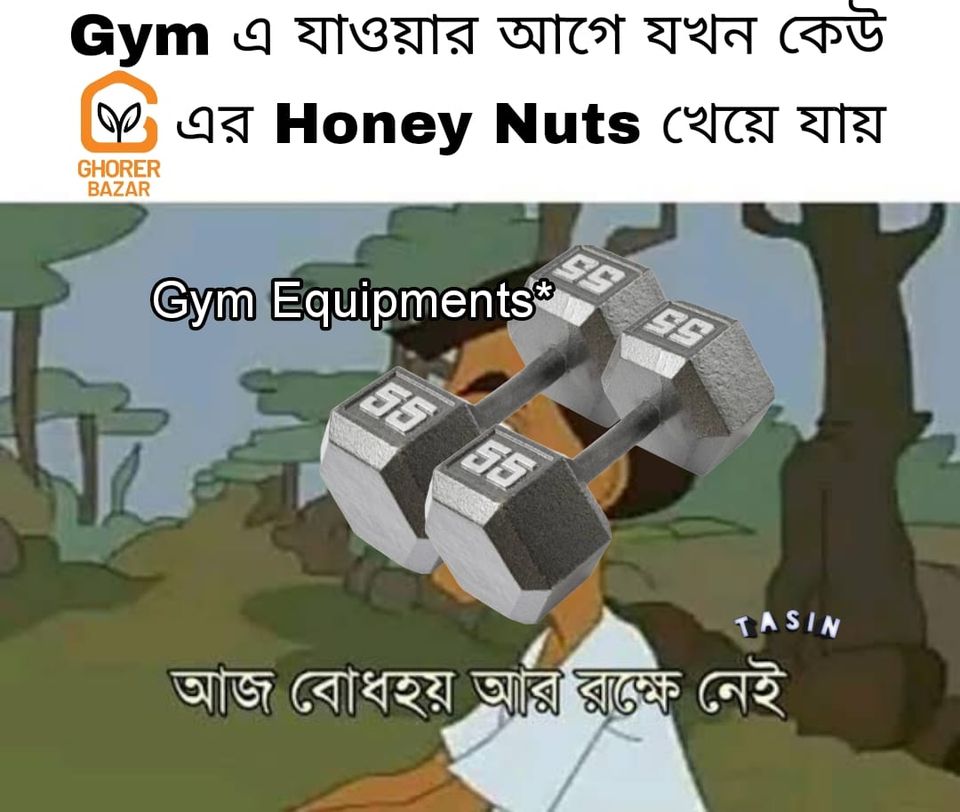 Gym এ যাওয়ার আগে যখন কেউ
এর Honey Nuts খেয়ে যায়
GHORER
BAZAR
Gym Equipments*
55
55
55
55
TASIN
আজ বোধহয় আর রক্ষে নেই